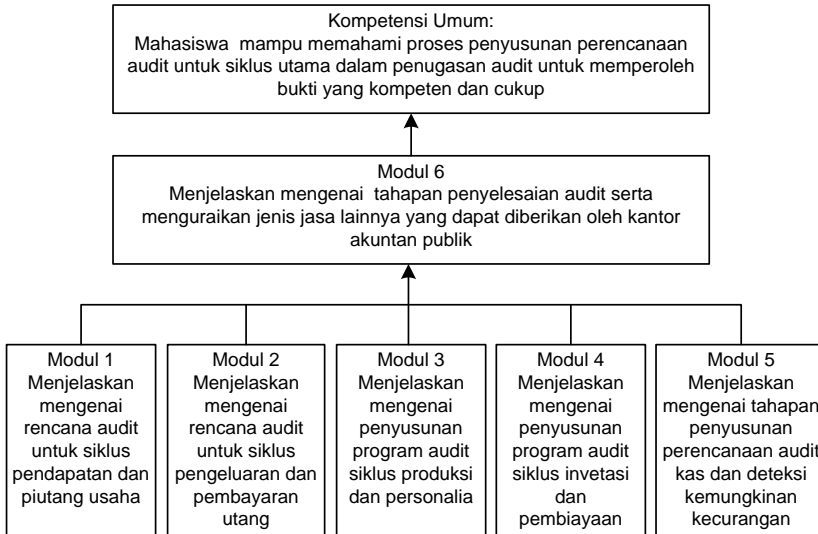 Kompetensi Umum:
Mahasiswa mampu memahami proses penyusunan perencanaan
audit untuk siklus utama dalam penugasan audit untuk memperoleh
bukti yang kompeten dan cukup
Modul 6
Menjelaskan mengenai tahapan penyelesaian audit serta
menguraikan jenis jasa lainnya yang dapat diberikan oleh kantor
akuntan publik
Modul 1
Menjelaskan
mengenai
rencana audit
untuk siklus
pendapatan dan
piutang usaha
Modul 2
Menjelaskan
mengenai
rencana audit
untuk siklus
pengeluaran dan
pembayaran
utang
Modul 3
Menjelaskan
mengenai
penyusunan
program audit
siklus produksi
dan personalia
Modul 4
Menjelaskan
mengenai
penyusunan
program audit
siklus invetasi
dan
pembiayaan
Modul 5
Menjelaskan
mengenai tahapan
penyusunan
perencanaan audit
kas dan deteksi
kemungkinan
kecurangan